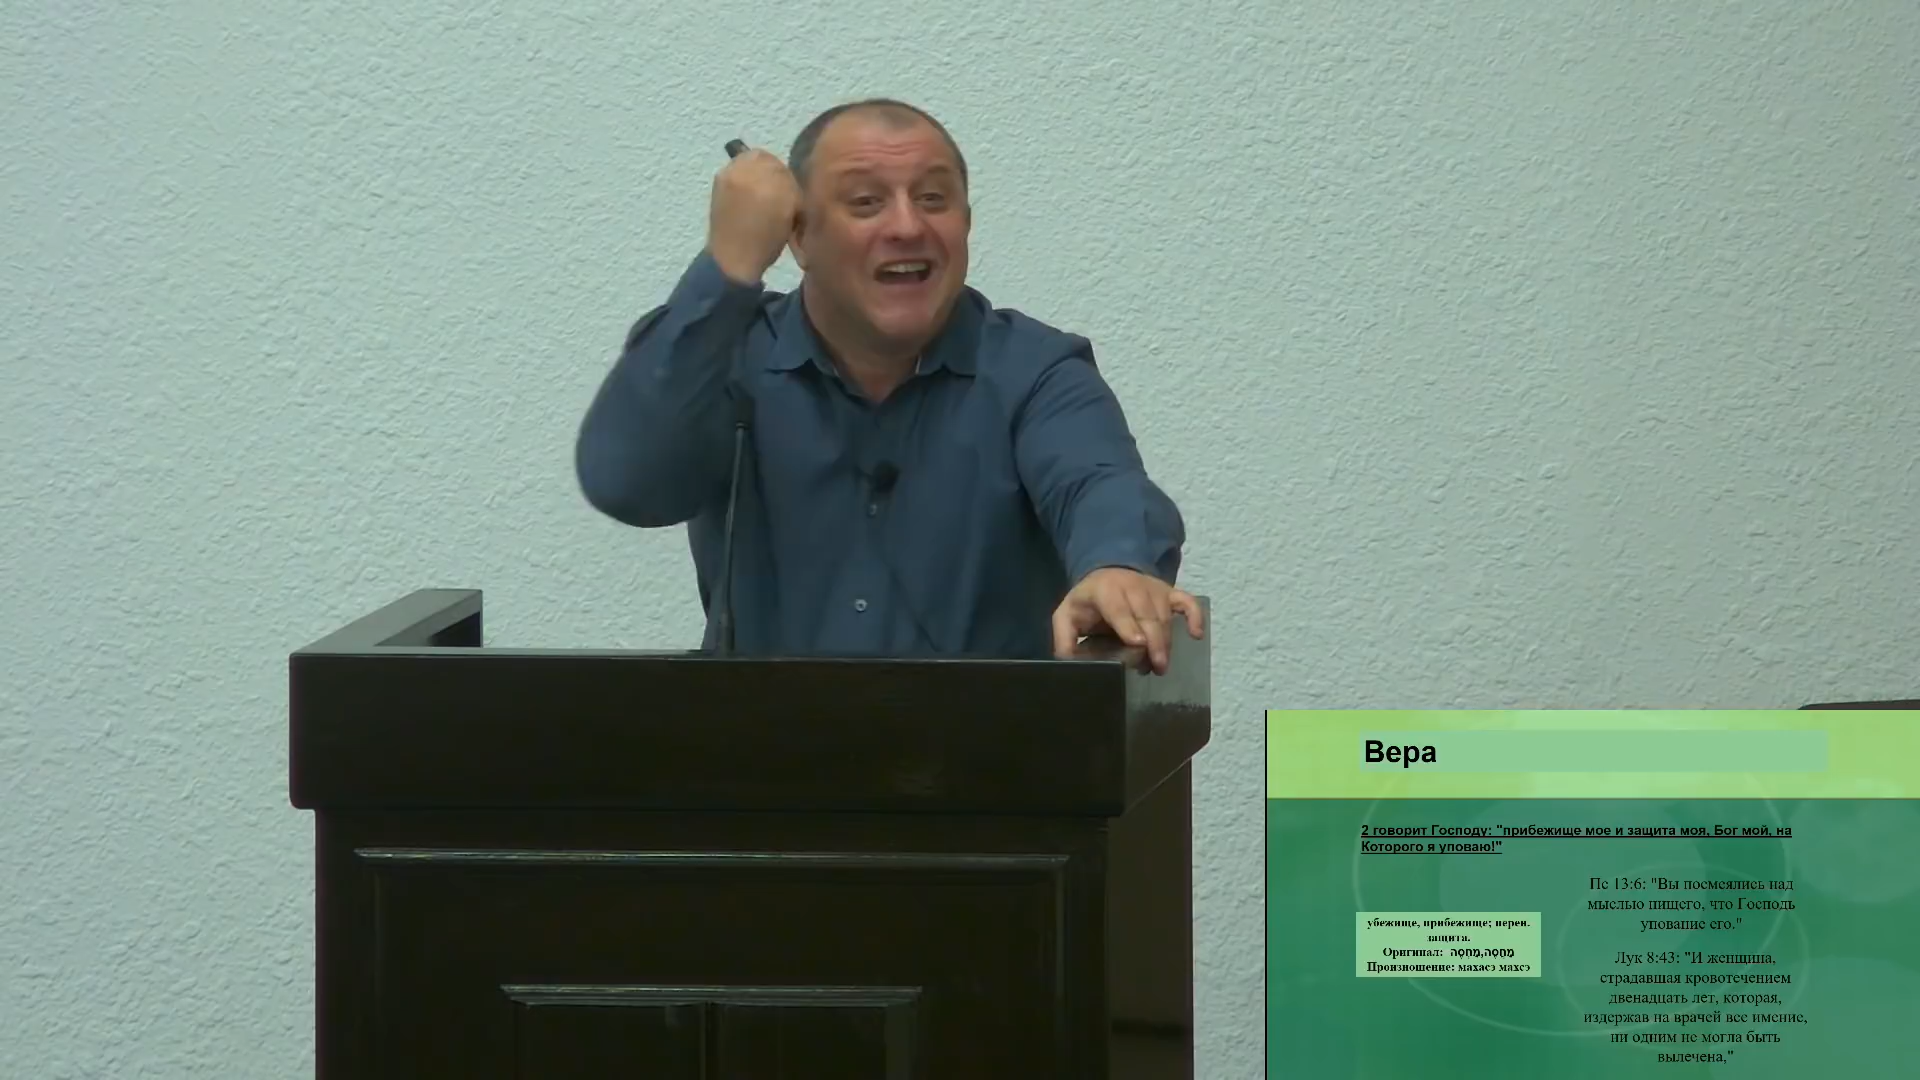 Вера
2 говорит Господу: "прибежище мое и защита моя, Бог мой, на
Которого я уповаю!"
Пс 13:6: "Вы посмеялись над
мыслью нищего, что Господь
упование его."
убежище, прибежище; перен.
защита.
Оригинал: מַחֲסֶה,מַחְסֶה
Произношение: махасэ махсэ
Лук 8:43: "И женщина,
страдавшая кровотечением
двенадцать лет, которая,
издержав на врачей все имение,
ни одним не могла быть
вылечена,"